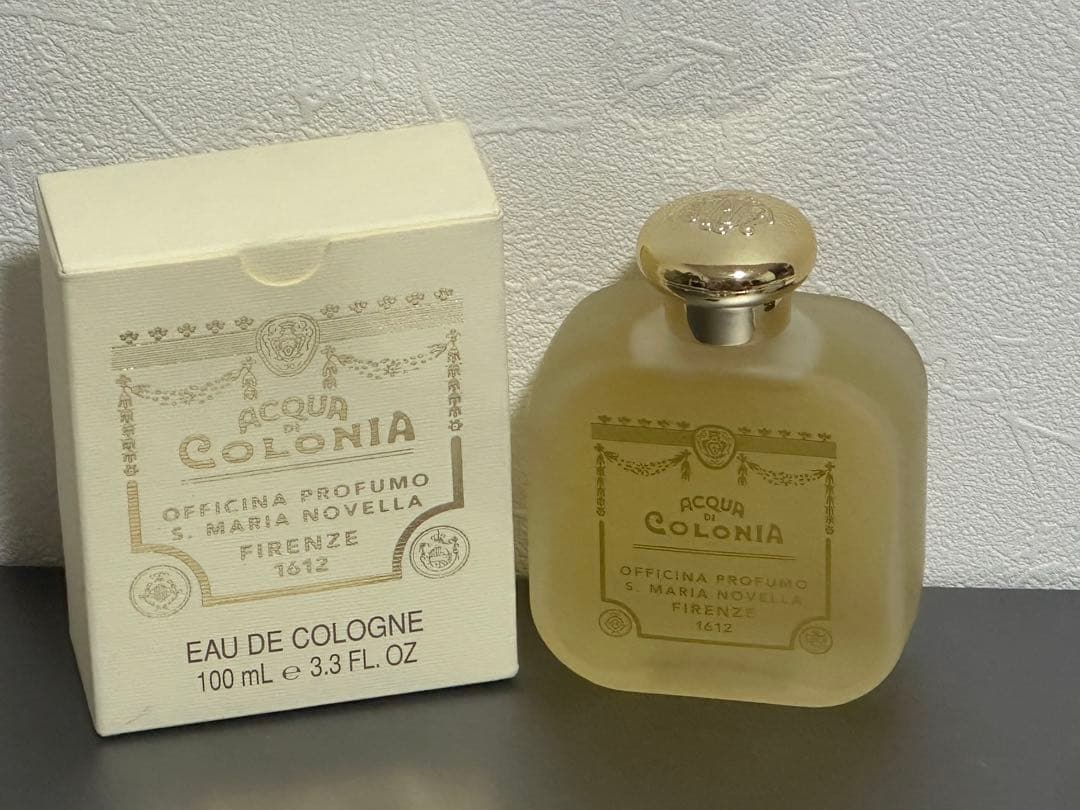 ACQUA
DI
COLONIA
OFFICINA PROFUMO
S. MARIA NOVELLA
FIRENZE
1612
EAU DE COLOGNE
100 mL e 3.3 FL. OZ
ACQUA
DI
COLONIA
OFFICINA PROFUMO
S. MARIA NOVELLA
FIRENZE
1612